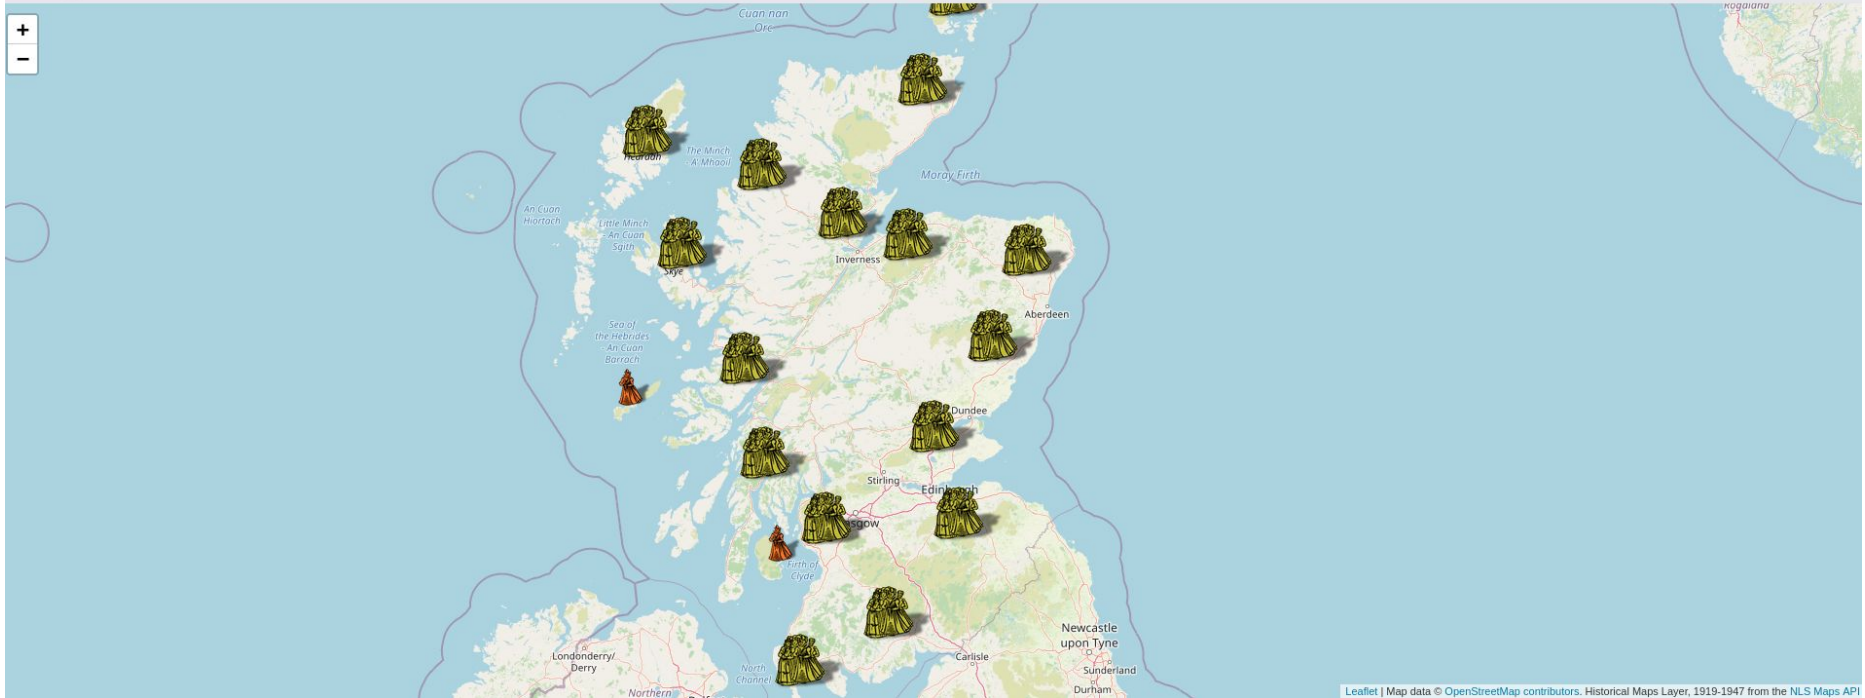 +
−
Cuan nan
Orc
Rogaland
The Minch
- A' Mhaoil
Moray Firth
An Cuan
Hiortach
Little Minch
An Cuan
Sgìth
Inverness
Skye
Aberdeen
Sea of
the Hebrides
An Cuan
Barrach
Dundee
Stirling
Edinburgh
Firth of
Clyde
Newcastle
upon Tyne
Londonderry/
Derry
Carlisle
Sunderland
North
Channel
Durham
Northern
Leaflet | Map data © OpenStreetMap contributors. Historical Maps Layer, 1919-1947 from the NLS Maps API